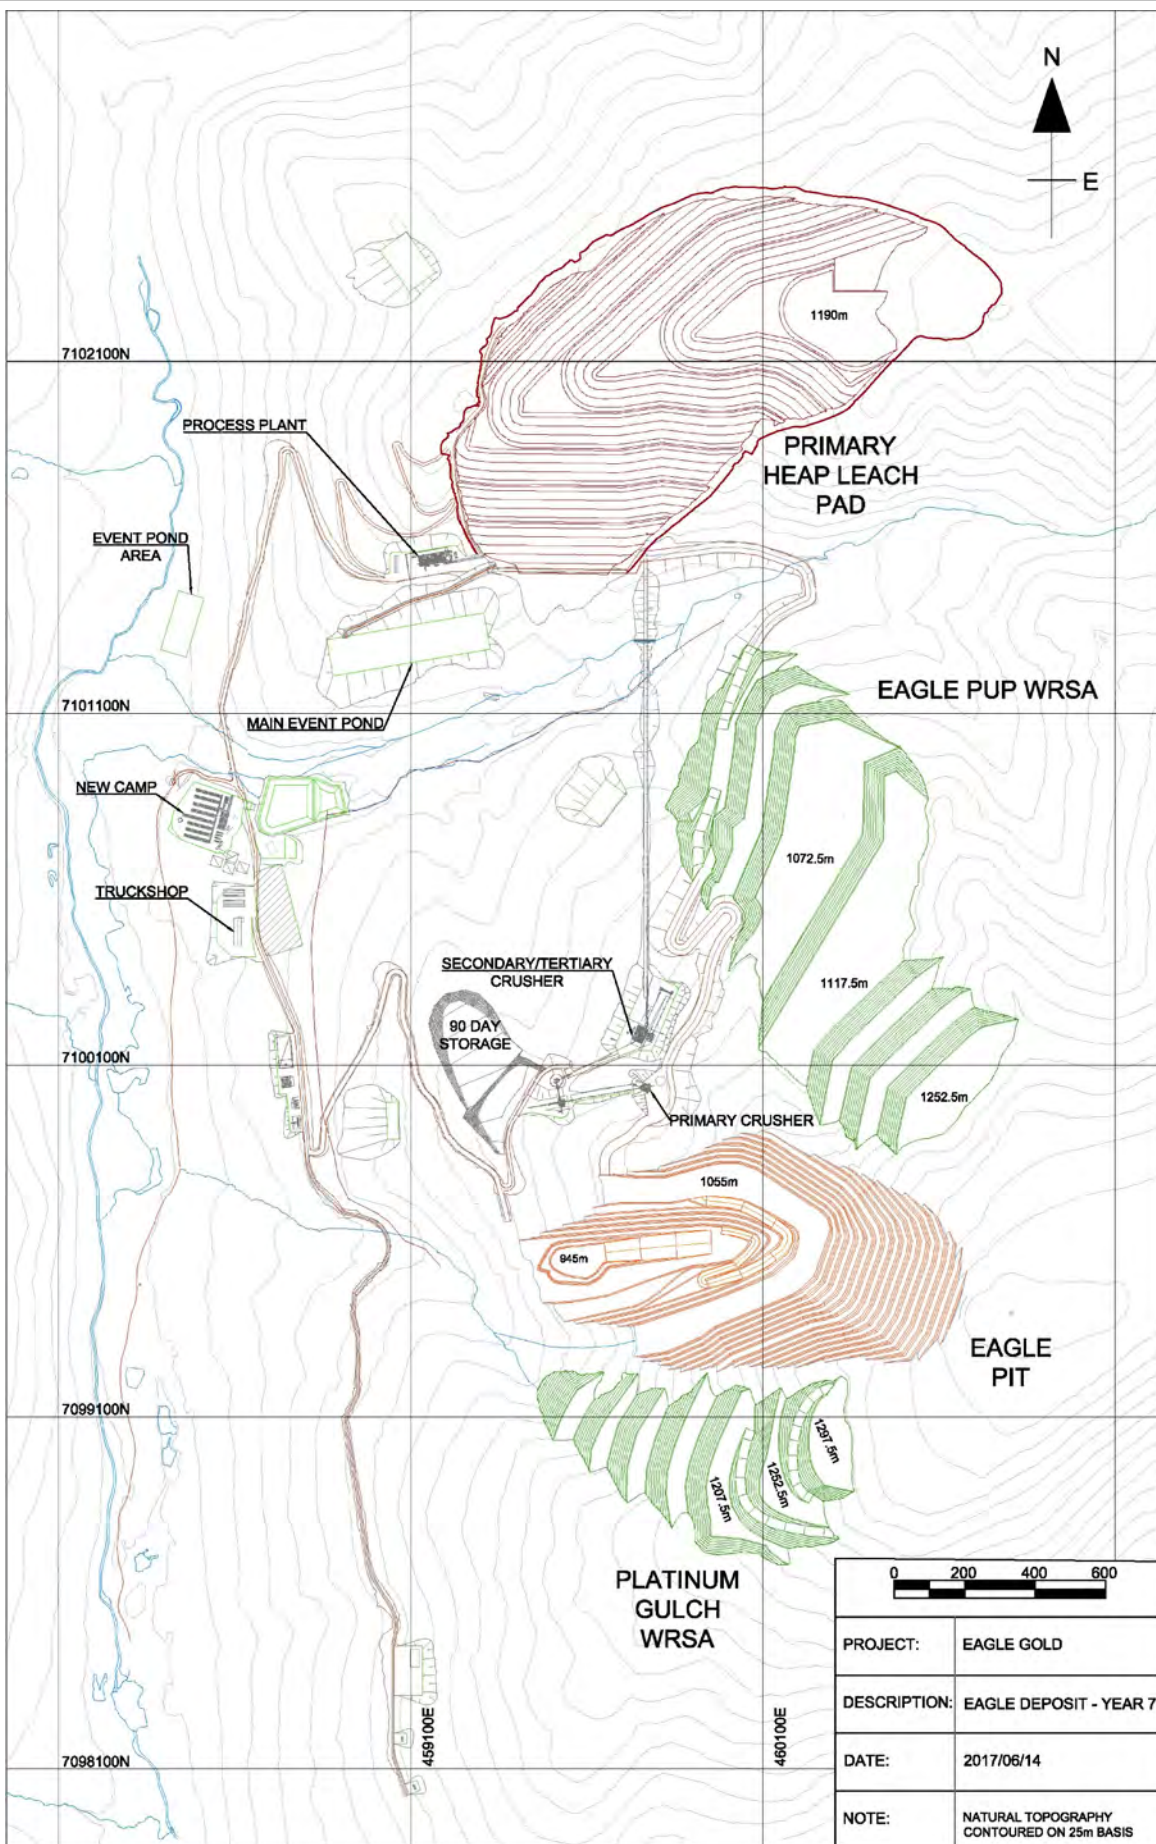 N
E
1190m
7102100N
PROCESS PLANT
PRIMARY
HEAP LEACH
PAD
EVENT POND
AREA
EAGLE PUP WRSA
7101100N
MAIN EVENT POND
NEW CAMP
1072.5m
TRUCKSHOP
SECONDARY/TERTIARY
CRUSHER
1117.5m
90 DAY
STORAGE
7100100N
1252.5m
PRIMARY CRUSHER
1055m
945m
EAGLE
PIT
7099100N
1297.5m
1252.5m
1207.5m
PLATINUM
GULCH
WRSA
0 200 400 600
PROJECT: EAGLE GOLD
DESCRIPTION: EAGLE DEPOSIT - YEAR 7
459100E
460100E
7098100N
DATE: 2017/06/14
NOTE: NATURAL TOPOGRAPHY
CONTOURED ON 25m BASIS